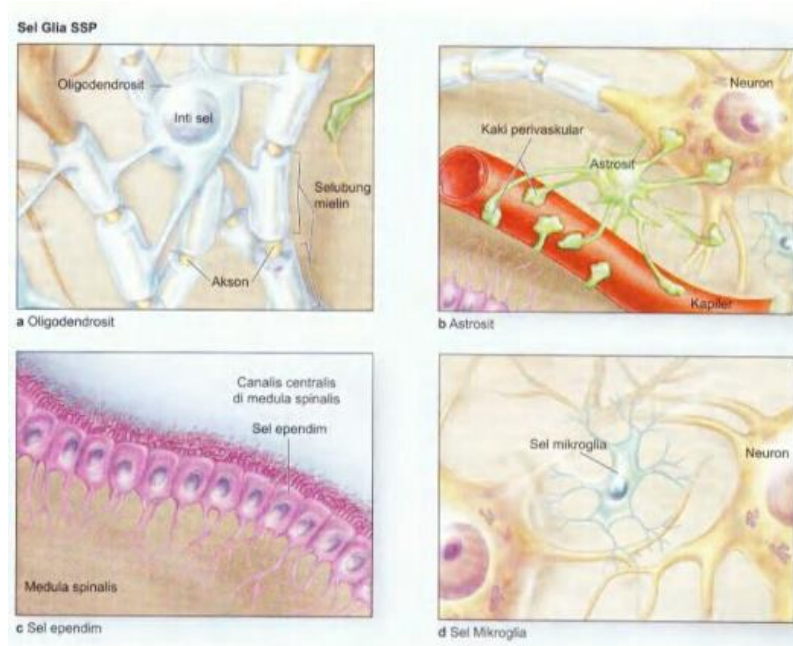 Sel Glia SSP
Oligodendrosit
Inti sel
Selubung
mielin
Akson
a Oligodendrosit
Neuron
Kaki perivaskular
Astrosit
Kapiler
b Astrosit
Canalis centralis
di medula spinalis
Sel ependim
Medula spinalis
c Sel ependim
Sel mikroglia
Neuron
d Sel Mikroglia